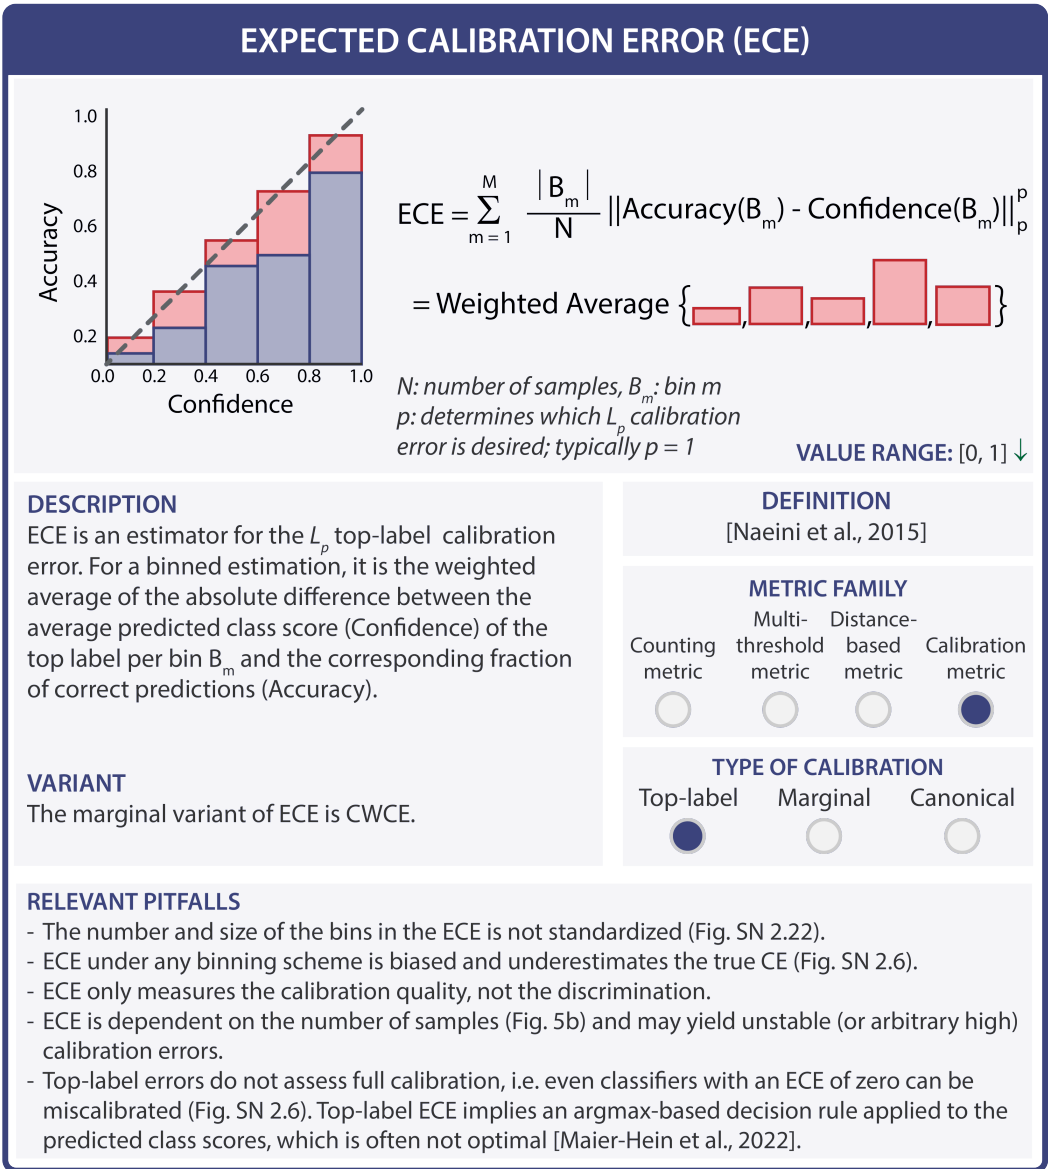 EXPECTED CALIBRATION ERROR (ECE)
1.0
0.8
0.6
0.4
0.2
Accuracy
0.0 0.2 0.4 0.6 0.8 1.0
Confidence
ECE = Σ_{m = 1}^{M} |B_m| / N ||Accuracy(B_m) - Confidence(B_m)||_p^p
= Weighted Average { , , , , }
N: number of samples, B_m: bin m
p: determines which L_p calibration
error is desired; typically p = 1
VALUE RANGE: [0, 1] ↓
DESCRIPTION
ECE is an estimator for the L_p top-label calibration
error. For a binned estimation, it is the weighted
average of the absolute difference between the
average predicted class score (Confidence) of the
top label per bin B_m and the corresponding fraction
of correct predictions (Accuracy).
VARIANT
The marginal variant of ECE is CWCE.
DEFINITION
[Naeini et al., 2015]
METRIC FAMILY
Counting metric
Multi-threshold metric
Distance-based metric
Calibration metric
TYPE OF CALIBRATION
Top-label Marginal Canonical
RELEVANT PITFALLS
- The number and size of the bins in the ECE is not standardized (Fig. SN 2.22).
- ECE under any binning scheme is biased and underestimates the true CE (Fig. SN 2.6).
- ECE only measures the calibration quality, not the discrimination.
- ECE is dependent on the number of samples (Fig. 5b) and may yield unstable (or arbitrary high)
calibration errors.
- Top-label errors do not assess full calibration, i.e. even classifiers with an ECE of zero can be
miscalibrated (Fig. SN 2.6). Top-label ECE implies an argmax-based decision rule applied to the
predicted class scores, which is often not optimal [Maier-Hein et al., 2022].